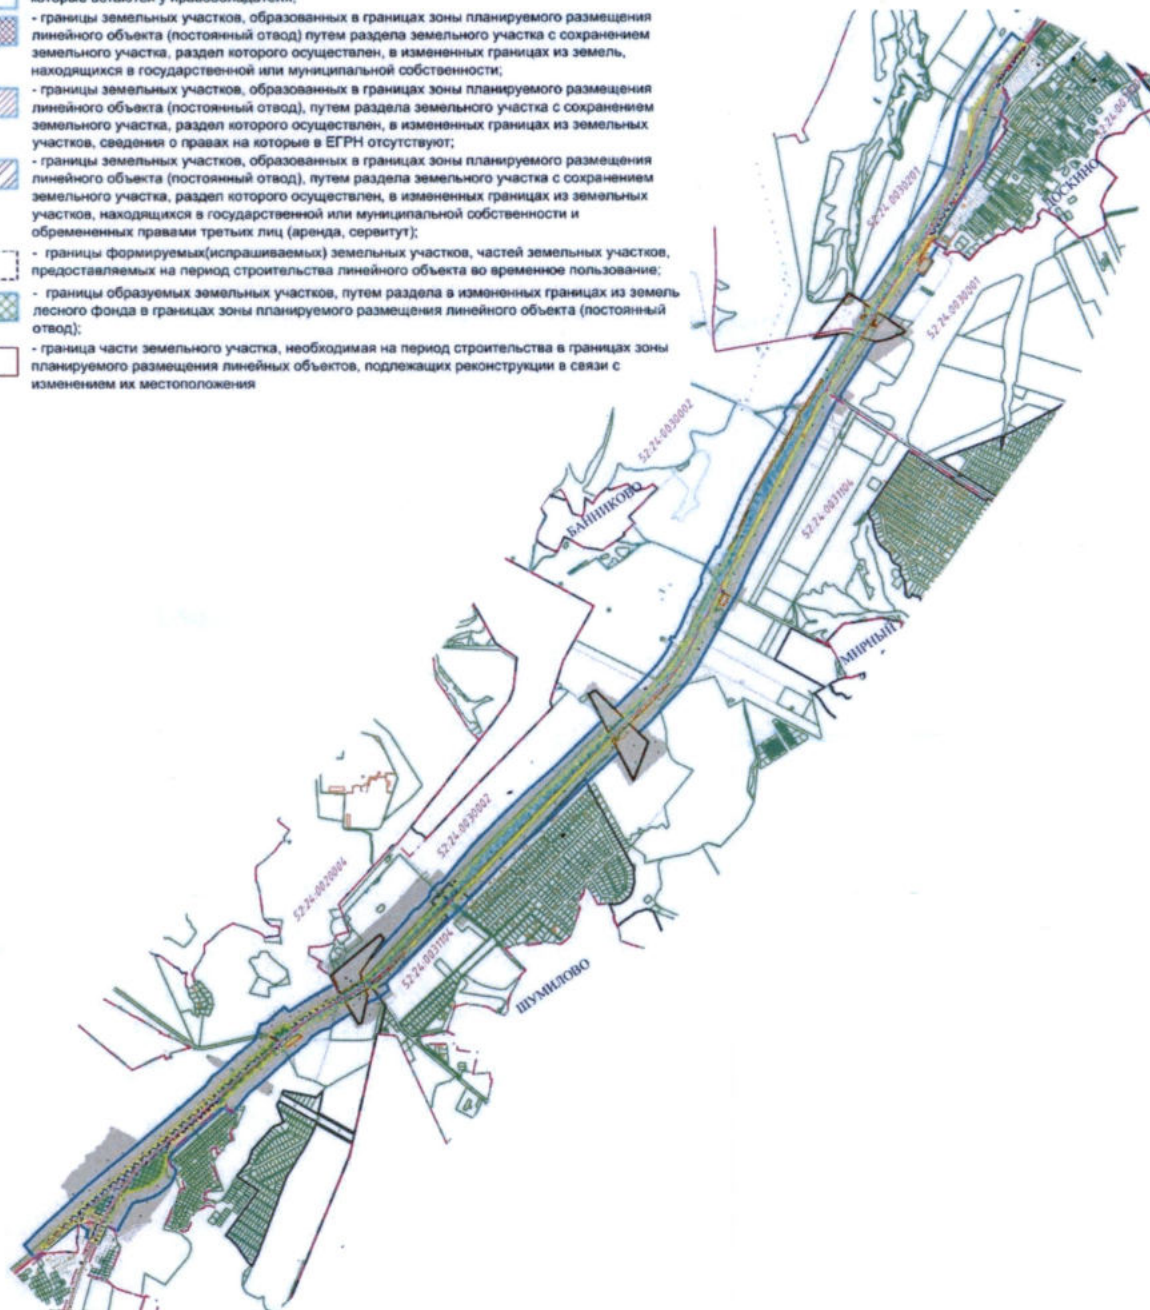 которые остаются у правообладателя;
- границы земельных участков, образованных в границах зоны планируемого размещения
линейного объекта (постоянный отвод) путем раздела земельного участка с сохранением
земельного участка, раздел которого осуществлен, в измененных границах из земель,
находящихся в государственной или муниципальной собственности;
- границы земельных участков, образованных в границах зоны планируемого размещения
линейного объекта (постоянный отвод), путем раздела земельного участка с сохранением
земельного участка, раздел которого осуществлен, в измененных границах из земельных
участков, сведения о правах на которые в ЕГРН отсутствуют;
- границы земельных участков, образованных в границах зоны планируемого размещения
линейного объекта (постоянный отвод), путем раздела земельного участка с сохранением
земельного участка, раздел которого осуществлен, в измененных границах из земельных
участков, находящихся в государственной или муниципальной собственности и
обремененных правами третьих лиц (аренда, сервитут);
- границы формируемых(испрашиваемых) земельных участков, частей земельных участков,
предоставляемых на период строительства линейного объекта во временное пользование;
- границы образуемых земельных участков, путем раздела в измененных границах из земель
лесного фонда в границах зоны планируемого размещения линейного объекта (постоянный
отвод);
- граница части земельного участка, необходимая на период строительства в границах зоны
планируемого размещения линейных объектов, подлежащих реконструкции в связи с
изменением их местоположения
52:24:0030201
ДОСКИНО
52:24:0030001
52:24:0030002
БАННИКОВО
52:24:0031104
МИРНЫЙ
52:24:0030002
52:24:0020004
52:24:0031104
ШУМИЛОВО